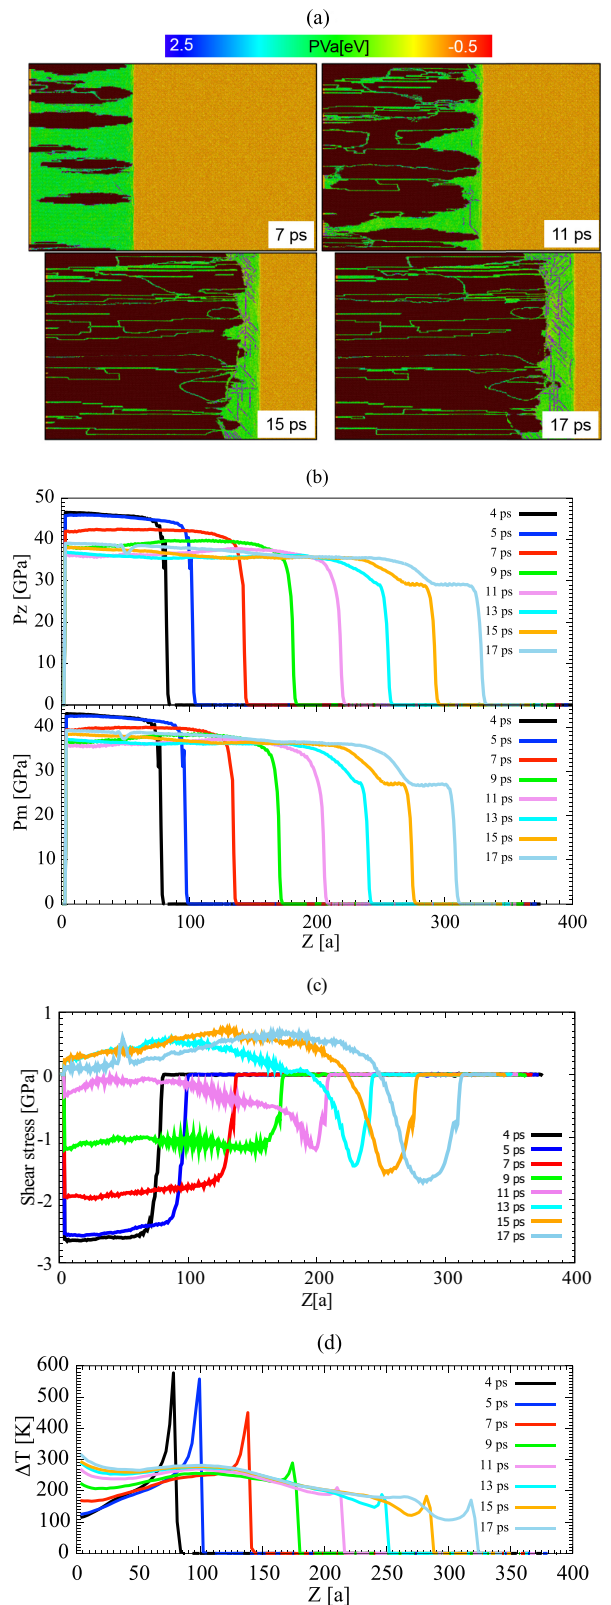 (a)
2.5 PVa[eV] -0.5
7 ps
11 ps
15 ps
17 ps
(b)
50
40
30
20
10
0
Pz [GPa]
4 ps
5 ps
7 ps
9 ps
11 ps
13 ps
15 ps
17 ps
40
30
20
10
0
Pm [GPa]
4 ps
5 ps
7 ps
9 ps
11 ps
13 ps
15 ps
17 ps
0 100 200 300 400
Z [a]
(c)
1
0
-1
-2
-3
Shear stress [GPa]
4 ps
5 ps
7 ps
9 ps
11 ps
13 ps
15 ps
17 ps
0 100 200 300 400
Z[a]
(d)
600
500
400
300
200
100
0
ΔT [K]
4 ps
5 ps
7 ps
9 ps
11 ps
13 ps
15 ps
17 ps
0 50 100 150 200 250 300 350 400
Z [a]